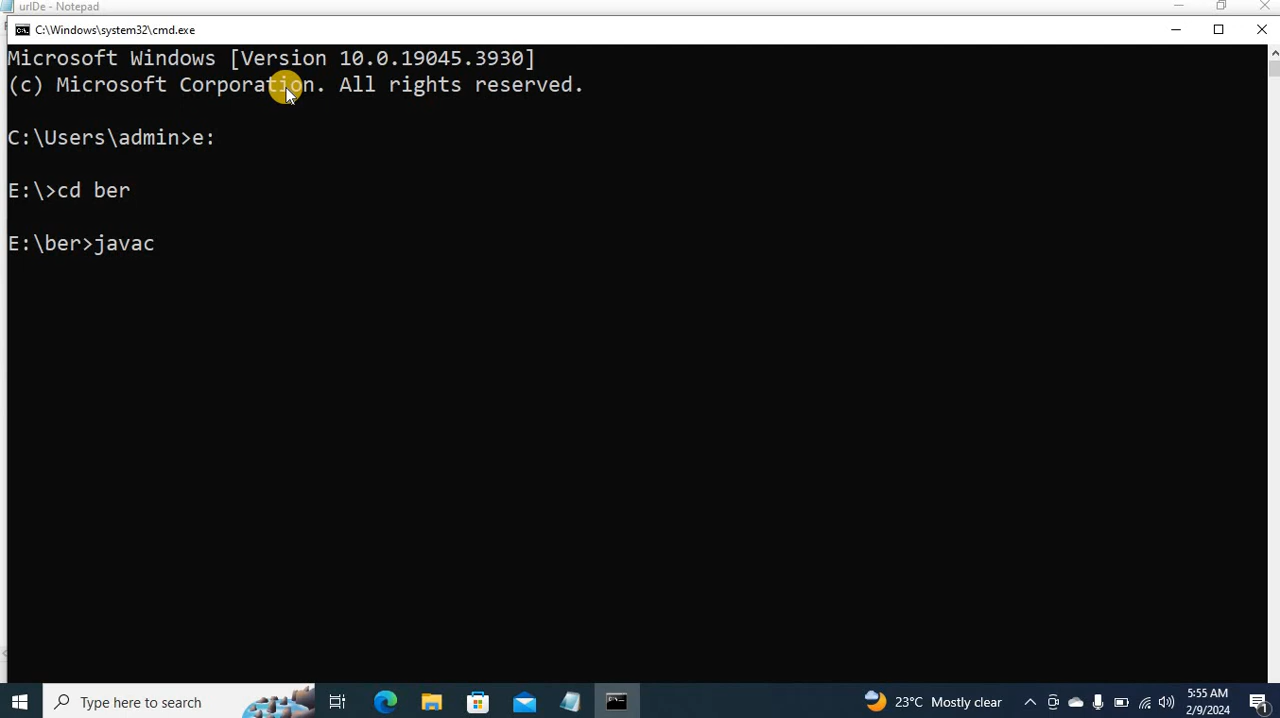 urlDe - Notepad
C:\Windows\system32\cmd.exe
Microsoft Windows [Version 10.0.19045.3930]
(c) Microsoft Corporation. All rights reserved.
C:\Users\admin>e:
E:\>cd ber
E:\ber>javac
Type here to search
23°C Mostly clear
5:55 AM
2/9/2024
1